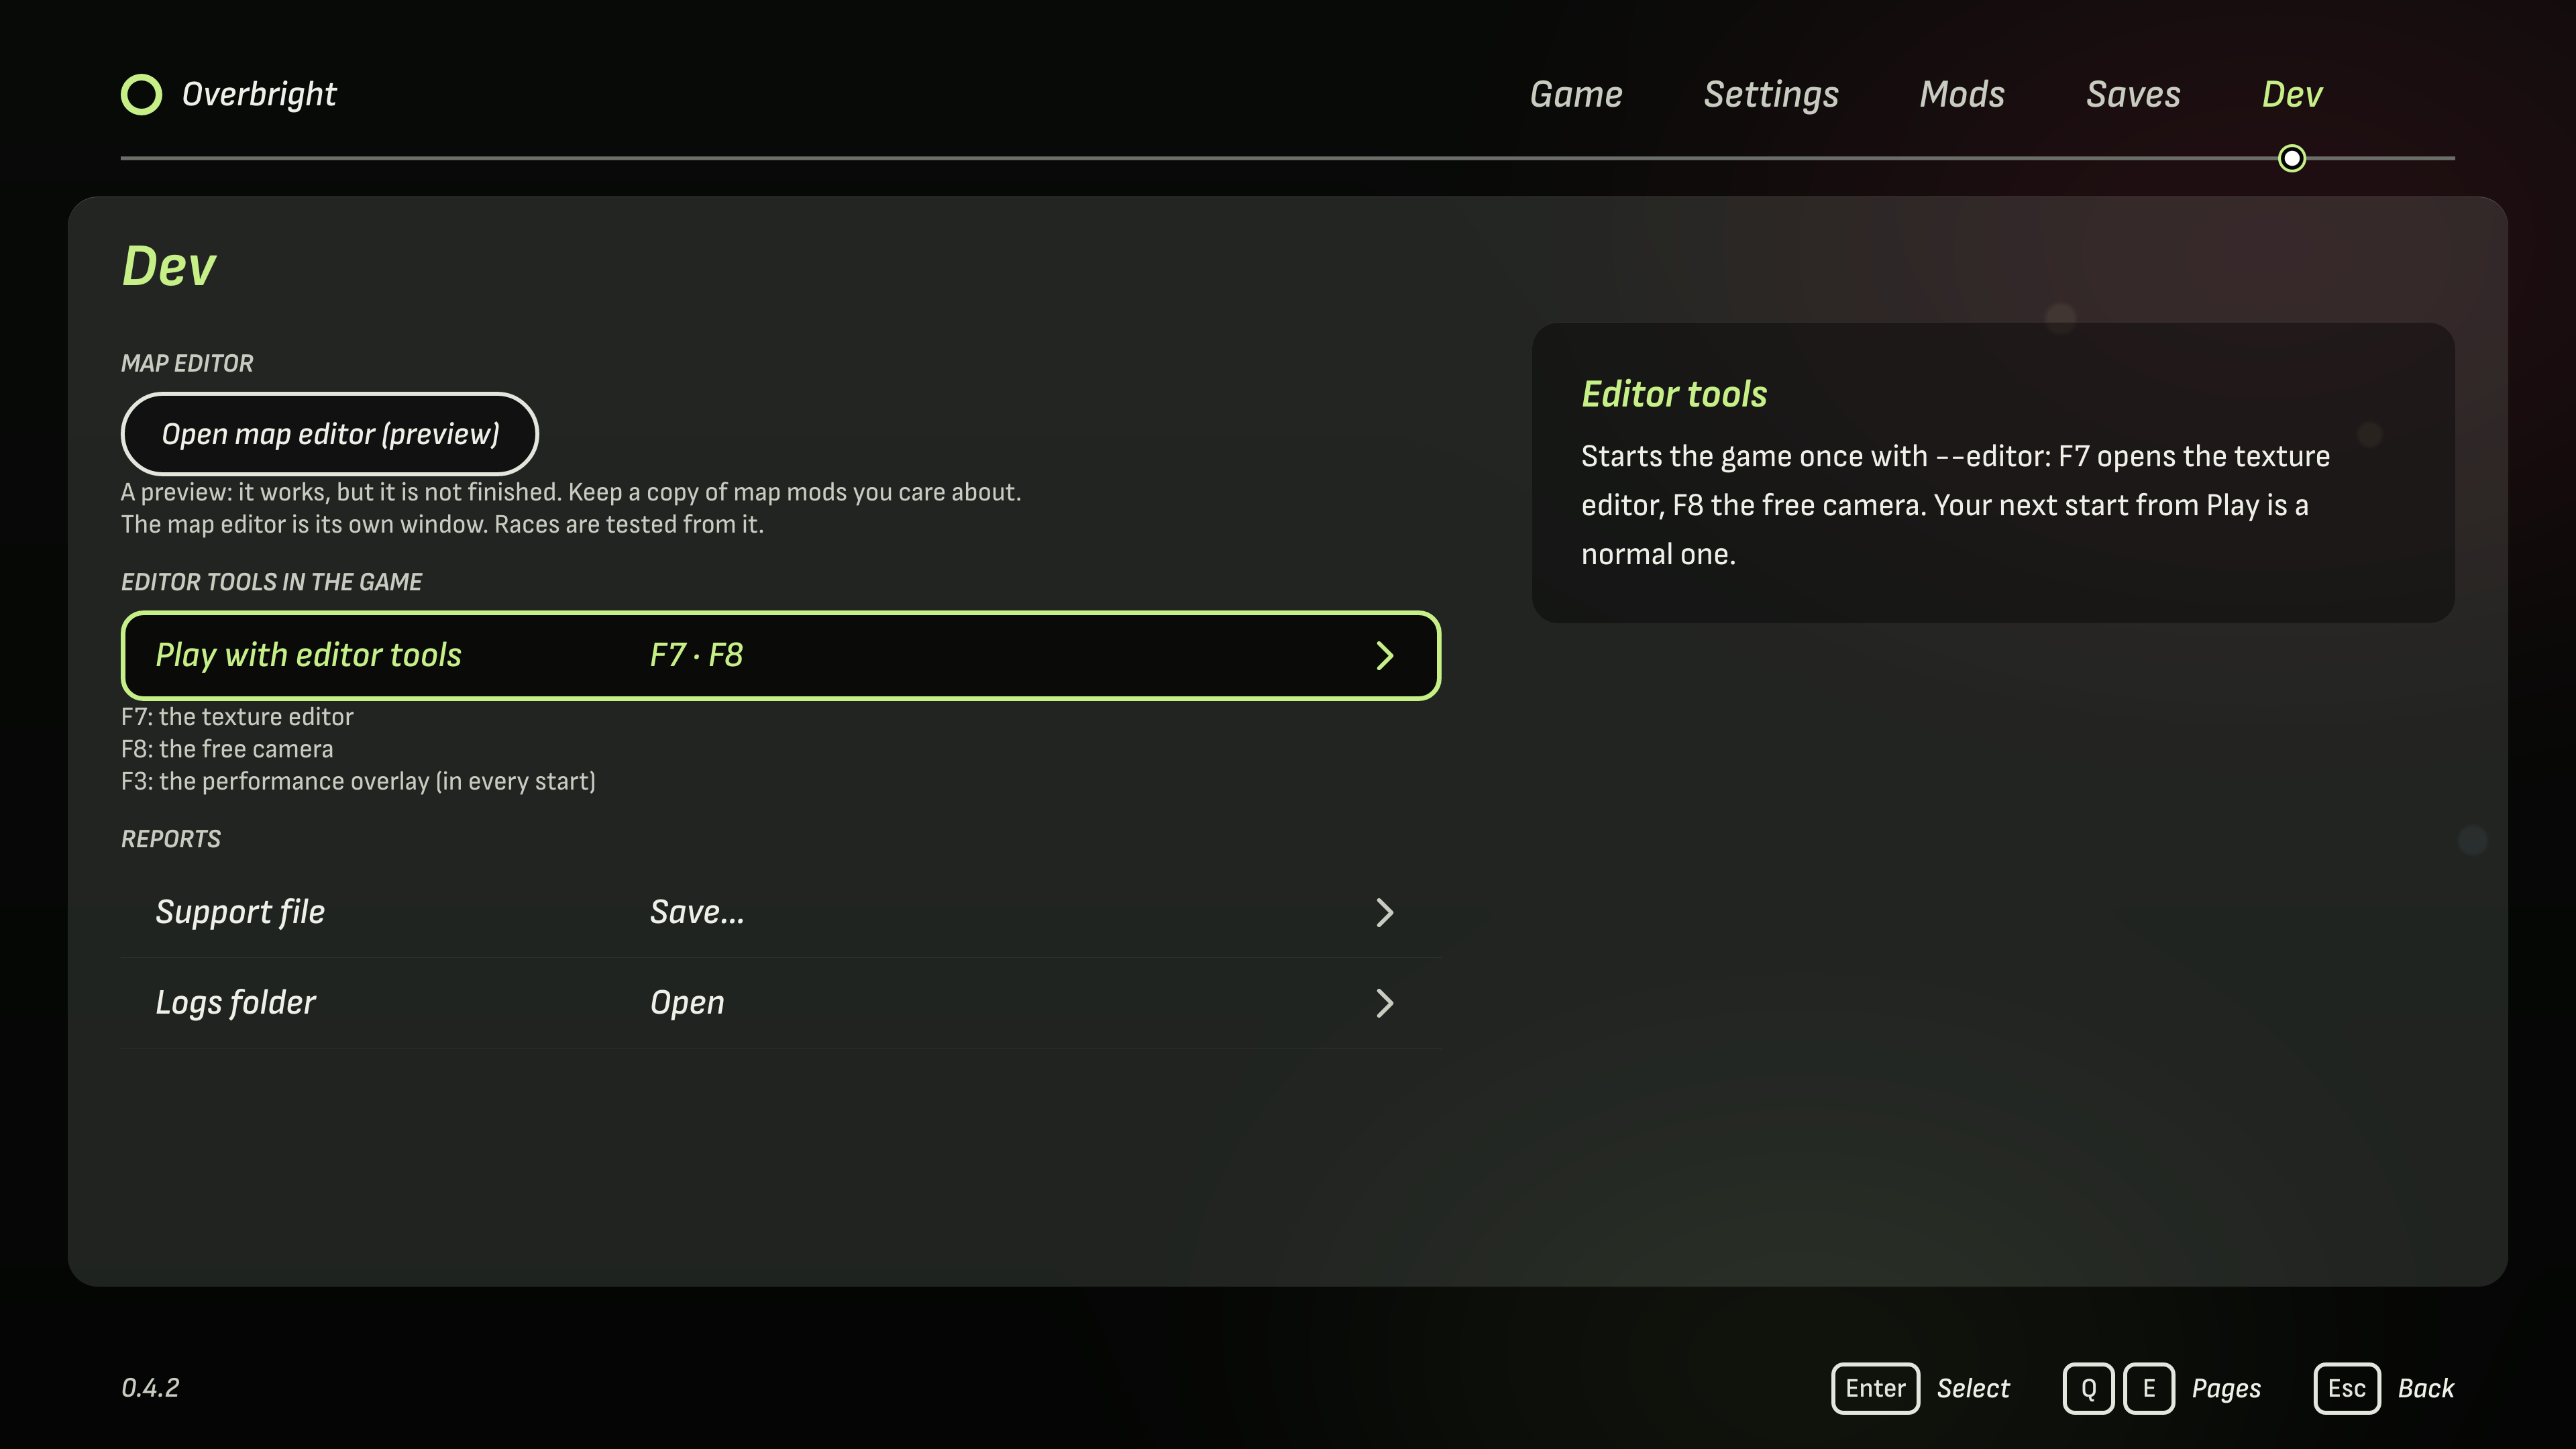 Overbright
Game Settings Mods Saves Dev
Dev
MAP EDITOR
Open map editor (preview)
A preview: it works, but it is not finished. Keep a copy of map mods you care about.
The map editor is its own window. Races are tested from it.
EDITOR TOOLS IN THE GAME
Play with editor tools F7 · F8
F7: the texture editor
F8: the free camera
F3: the performance overlay (in every start)
REPORTS
Support file Save...
Logs folder Open
Editor tools
Starts the game once with --editor: F7 opens the texture
editor, F8 the free camera. Your next start from Play is a
normal one.
0.4.2
Enter Select Q E Pages Esc Back